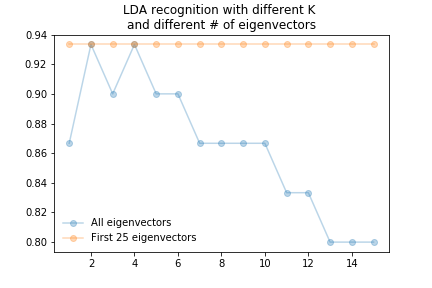 LDA recognition with different K
and different # of eigenvectors
0.94
0.92
0.90
0.88
0.86
0.84
0.82
0.80
All eigenvectors
First 25 eigenvectors
2 4 6 8 10 12 14